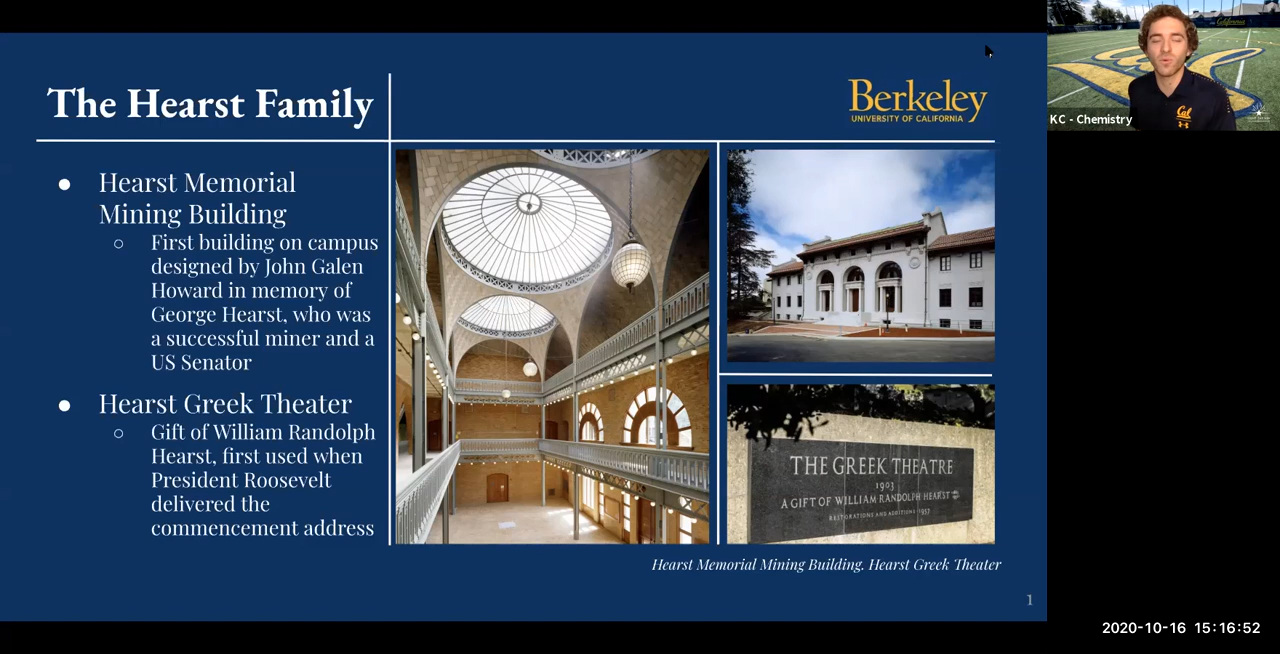 The Hearst Family
Berkeley
UNIVERSITY OF CALIFORNIA
● Hearst Memorial
Mining Building
○ First building on campus
designed by John Galen
Howard in memory of
George Hearst, who was
a successful miner and a
US Senator
● Hearst Greek Theater
○ Gift of William Randolph
Hearst, first used when
President Roosevelt
delivered the
commencement address
THE GREEK THEATRE
1903
A GIFT OF WILLIAM RANDOLPH HEARST
RESTORATIONS AND ADDITIONS 1957
Hearst Memorial Mining Building. Hearst Greek Theater
1
California
Cal
KC - Chemistry
2020-10-16 15:16:52